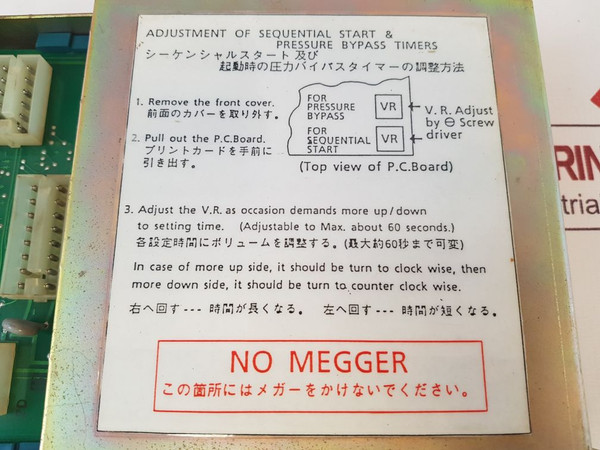 ADJUSTMENT OF SEQUENTIAL START &
PRESSURE BYPASS TIMERS
シーケンシャルスタート及び
起動時の圧力バイパスタイマーの調整方法
1. Remove the front cover.
前面のカバーを取り外す。
2. Pull out the P.C.Board.
プリントカードを手前に
引き出す。
FOR
PRESSURE
BYPASS
VR
FOR
SEQUENTIAL
START
VR
V.R. Adjust
by ⊖ Screw
driver
(Top view of P.C.Board)
3. Adjust the V.R. as occasion demands more up/down
to setting time. (Adjustable to Max. about 60 seconds.)
各設定時間にボリュームを調整する。(最大約60秒まで可変)
In case of more up side, it should be turn to clock wise, then
more down side, it should be turn to counter clock wise.
右へ回す--- 時間が長くなる。 左へ回す--- 時間が短くなる。
NO MEGGER
この箇所にはメガーをかけないでください。
RIN
strial